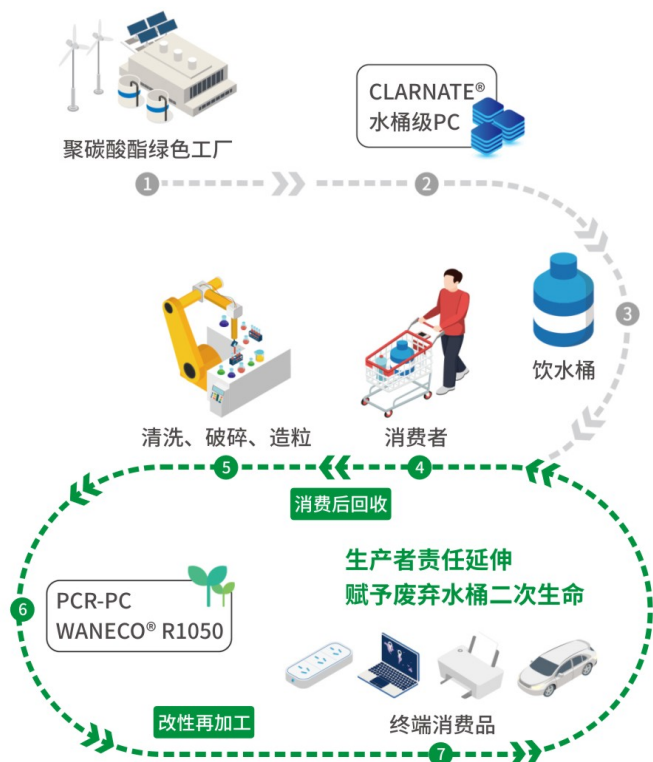 聚碳酸酯绿色工厂
CLARNATE®
水桶级PC
1
2
3
饮水桶
清洗、破碎、造粒
消费者
5
4
消费后回收
生产者责任延伸
赋予废弃水桶二次生命
6
PCR-PC
WANECO® R1050
改性再加工
终端消费品
7